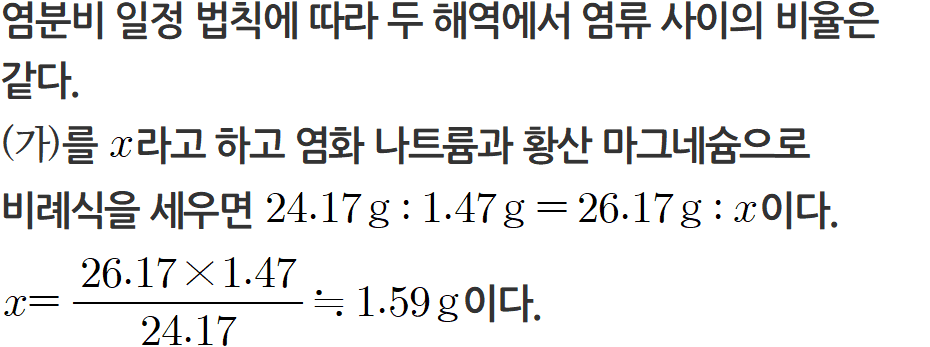 염분비 일정 법칙에 따라 두 해역에서 염류 사이의 비율은
같다.
(가)를 x라고 하고 염화 나트륨과 황산 마그네슘으로
비례식을 세우면 24.17 g : 1.47 g = 26.17 g : x이다.
x = \frac{26.17×1.47}{24.17} ≒ 1.59 g이다.